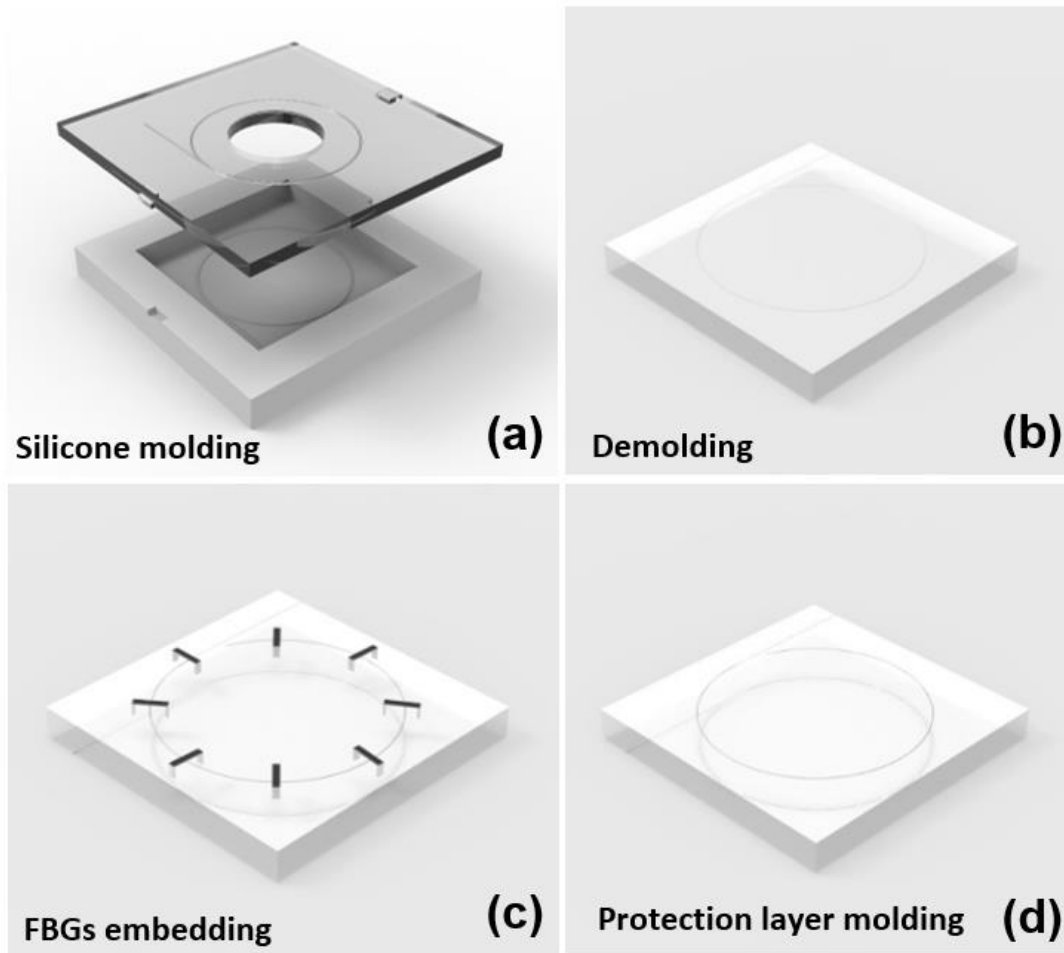 Silicone molding (a)
Demolding (b)
FBGs embedding (c)
Protection layer molding (d)